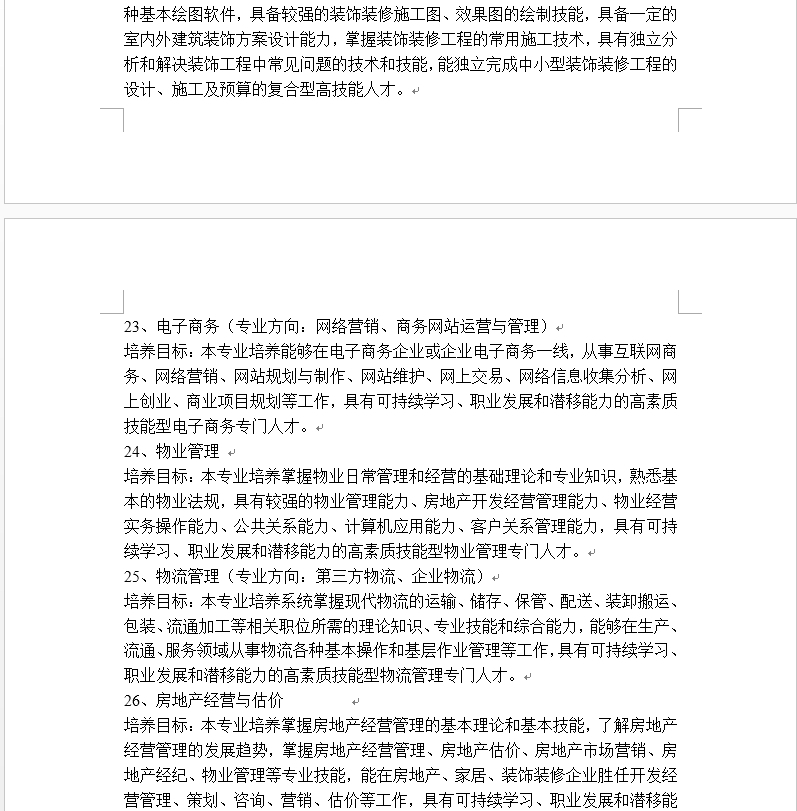 种基本绘图软件，具备较强的装饰装修施工图、效果图的绘制技能，具备一定的
室内外建筑装饰方案设计能力，掌握装饰装修工程的常用施工技术，具有独立分
析和解决装饰工程中常见问题的技术和技能，能独立完成中小型装饰装修工程的
设计、施工及预算的复合型高技能人才。
23、电子商务（专业方向：网络营销、商务网站运营与管理）
培养目标：本专业培养能够在电子商务企业或企业电子商务一线，从事互联网商
务、网络营销、网站规划与制作、网站维护、网上交易、网络信息收集分析、网
上创业、商业项目规划等工作，具有可持续学习、职业发展和潜移能力的高素质
技能型电子商务专门人才。
24、物业管理
培养目标：本专业培养掌握物业日常管理和经营的基础理论和专业知识，熟悉基
本的物业法规，具有较强的物业管理能力、房地产开发经营管理能力、物业经营
实务操作能力、公共关系能力、计算机应用能力、客户关系管理能力，具有可持
续学习、职业发展和潜移能力的高素质技能型物业管理专门人才。
25、物流管理（专业方向：第三方物流、企业物流）
培养目标：本专业培养系统掌握现代物流的运输、储存、保管、配送、装卸搬运、
包装、流通加工等相关职位所需的理论知识、专业技能和综合能力，能够在生产、
流通、服务领域从事物流各种基本操作和基层作业管理等工作，具有可持续学习、
职业发展和潜移能力的高素质技能型物流管理专门人才。
26、房地产经营与估价
培养目标：本专业培养掌握房地产经营管理的基本理论和基本技能，了解房地产
经营管理的发展趋势，掌握房地产经营管理、房地产估价、房地产市场营销、房
地产经纪、物业管理等专业技能，能在房地产、家居、装饰装修企业胜任开发经
营管理、策划、咨询、营销、估价等工作，具有可持续学习、职业发展和潜移能